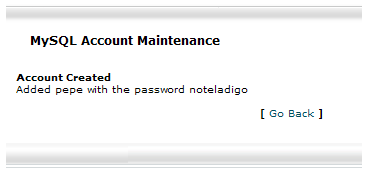 MySQL Account Maintenance
Account Created
Added pepe with the password noteladigo
[ Go Back ]